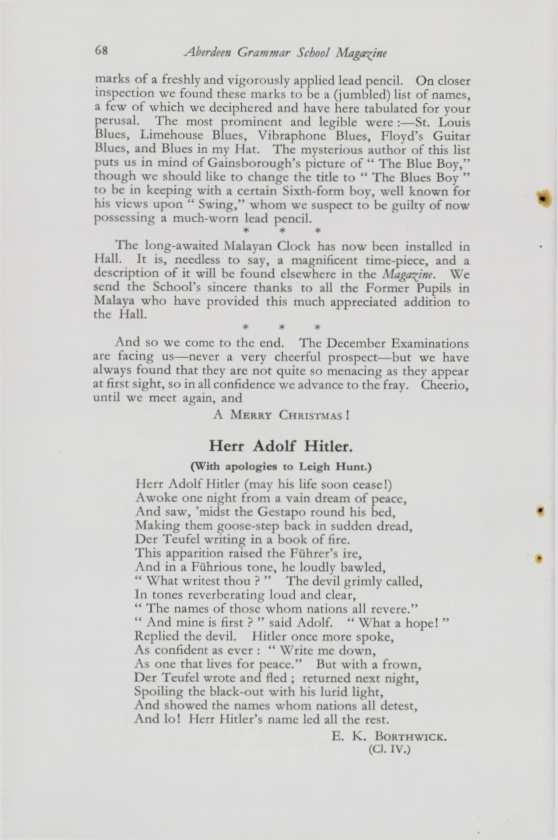 68 Aberdeen Grammar School Magazine
marks of a freshly and vigorously applied lead pencil. On closer
inspection we found these marks to be a (jumbled) list of names,
a few of which we deciphered and have here tabulated for your
perusal. The most prominent and legible were :—St. Louis
Blues, Limehouse Blues, Vibraphone Blues, Floyd's Guitar
Blues, and Blues in my Hat. The mysterious author of this list
puts us in mind of Gainsborough's picture of “ The Blue Boy,”
though we should like to change the title to “ The Blues Boy ”
to be in keeping with a certain Sixth-form boy, well known for
his views upon “ Swing,” whom we suspect to be guilty of now
possessing a much-worn lead pencil.
* * *
The long-awaited Malayan Clock has now been installed in
Hall. It is, needless to say, a magnificent time-piece, and a
description of it will be found elsewhere in the Magazine. We
send the School's sincere thanks to all the Former Pupils in
Malaya who have provided this much appreciated addition to
the Hall.
* * *
And so we come to the end. The December Examinations
are facing us—never a very cheerful prospect—but we have
always found that they are not quite so menacing as they appear
at first sight, so in all confidence we advance to the fray. Cheerio,
until we meet again, and
A MERRY CHRISTMAS !
Herr Adolf Hitler.
(With apologies to Leigh Hunt.)
Herr Adolf Hitler (may his life soon cease!)
Awoke one night from a vain dream of peace,
And saw, 'midst the Gestapo round his bed,
Making them goose-step back in sudden dread,
Der Teufel writing in a book of fire.
This apparition raised the Führer's ire,
And in a Führious tone, he loudly bawled,
“ What writest thou ? ” The devil grimly called,
In tones reverberating loud and clear,
“ The names of those whom nations all revere.”
“ And mine is first ? ” said Adolf. “ What a hope! ”
Replied the devil. Hitler once more spoke,
As confident as ever : “ Write me down,
As one that lives for peace.” But with a frown,
Der Teufel wrote and fled ; returned next night,
Spoiling the black-out with his lurid light,
And showed the names whom nations all detest,
And lo! Herr Hitler's name led all the rest.
E. K. BORTHWICK.
(Cl. IV.)